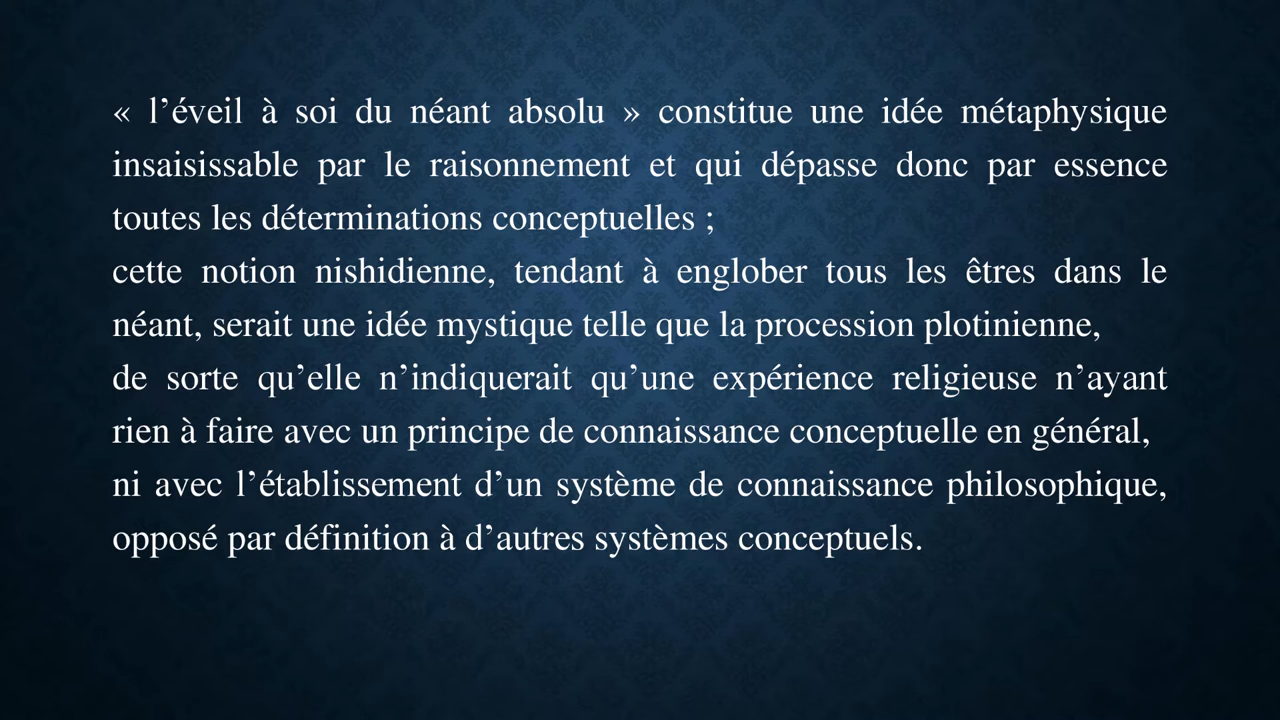 « l’éveil à soi du néant absolu » constitue une idée métaphysique
insaisissable par le raisonnement et qui dépasse donc par essence
toutes les déterminations conceptuelles ;
cette notion nishidienne, tendant à englober tous les êtres dans le
néant, serait une idée mystique telle que la procession plotinienne,
de sorte qu’elle n’indiquerait qu’une expérience religieuse n’ayant
rien à faire avec un principe de connaissance conceptuelle en général,
ni avec l’établissement d’un système de connaissance philosophique,
opposé par définition à d’autres systèmes conceptuels.